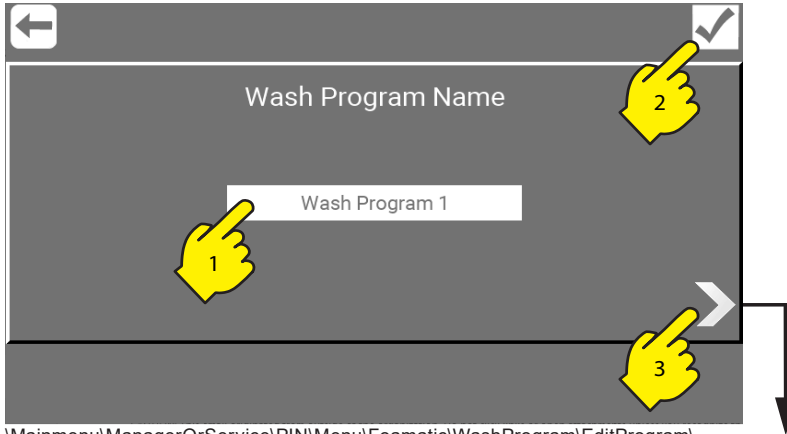 Wash Program Name
2
Wash Program 1
1
3
\Mainmenu\ManagerOrService\PIN\Menu\Foamatic\WashProgram\EditProgram\